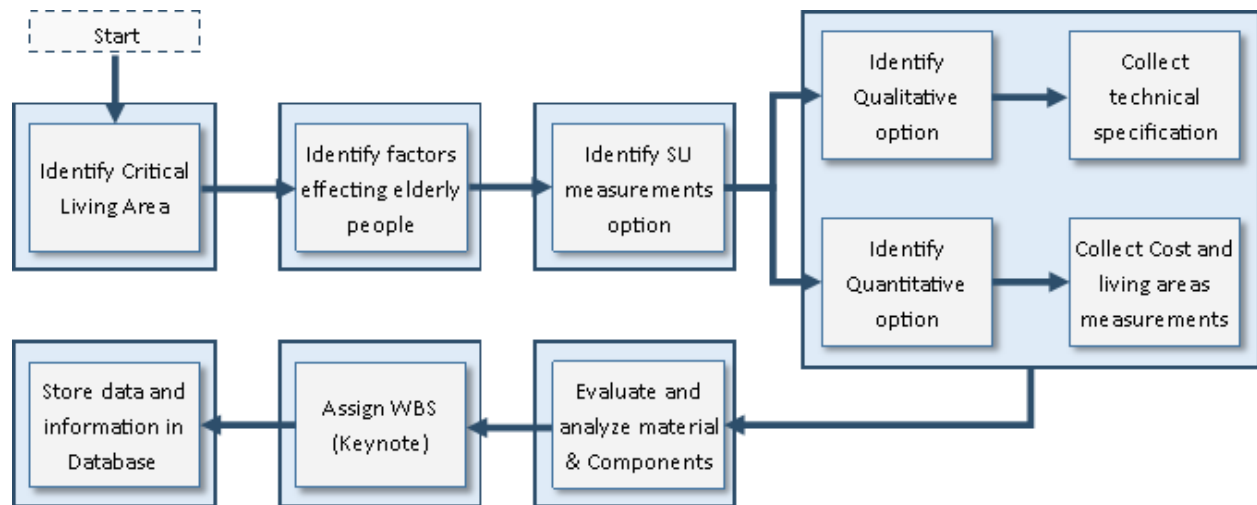 Start
Identify Critical
Living Area
Identify factors
effecting elderly
people
Identify SU
measurements
option
Identify
Qualitative
option
Collect
technical
specification
Identify
Quantitative
option
Collect Cost and
living areas
measurements
Evaluate and
analyze material
& Components
Assign WBS
(Keynote)
Store data and
information in
Database